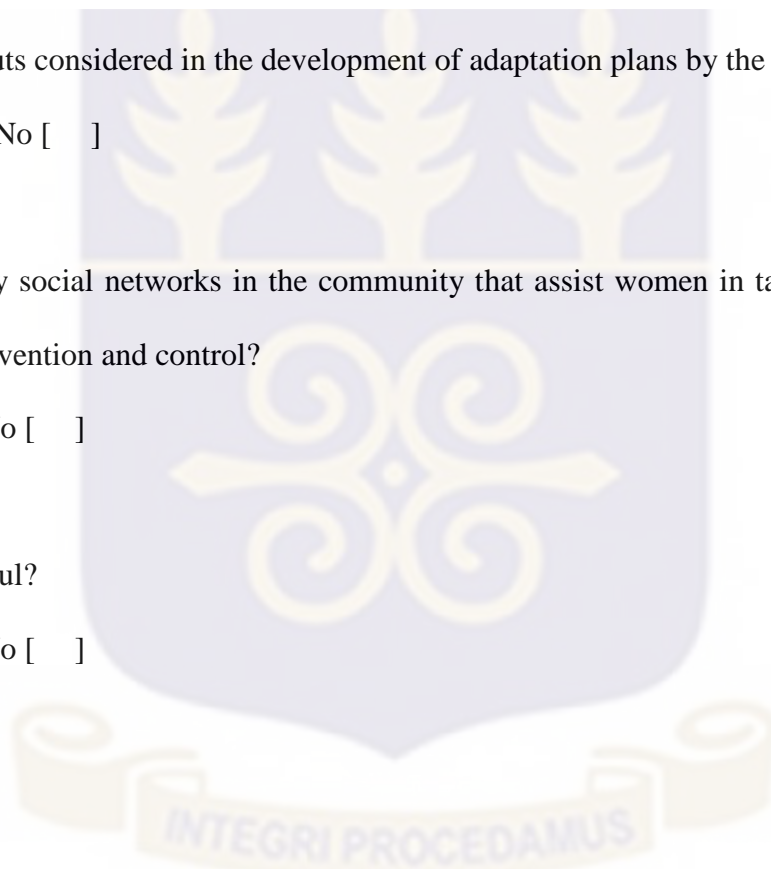 uts considered in the development of adaptation plans by the
No [ ]
y social networks in the community that assist women in ta
vention and control?
o [ ]
ul?
o [ ]
INTEGRI PROCEDAMUS